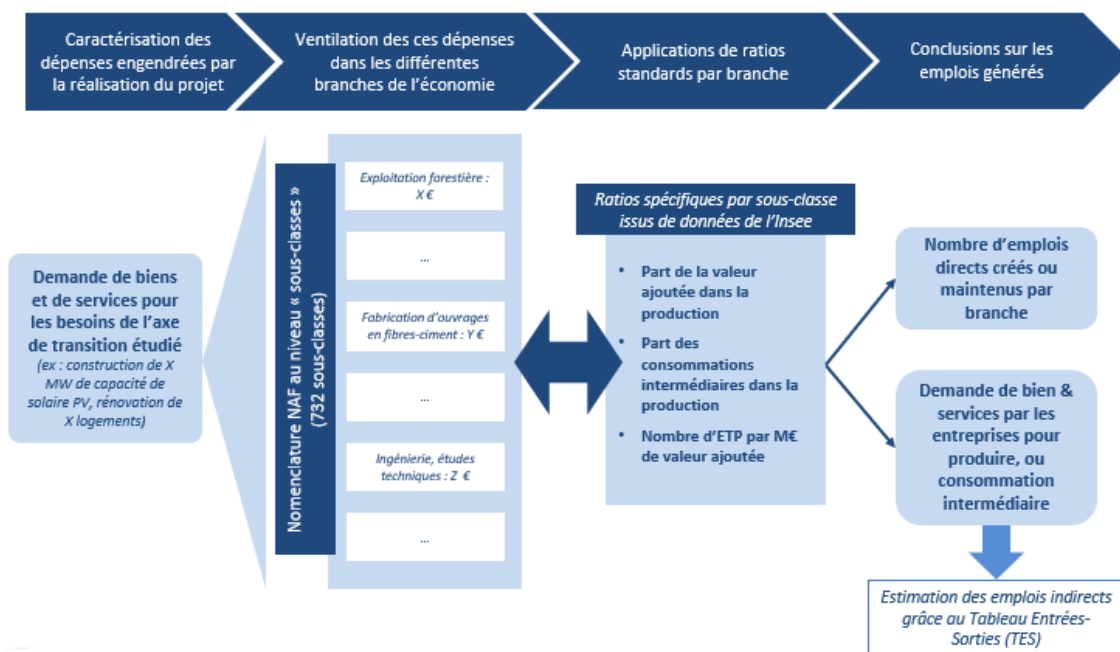 Caractérisation des
dépenses engendrées par
la réalisation du projet
Ventilation des ces dépenses
dans les différentes
branches de l'économie
Applications de ratios
standards par branche
Conclusions sur les
emplois générés
Demande de biens
et de services pour
les besoins de l'axe
de transition étudié
(ex : construction de X
MW de capacité de
solaire PV, rénovation de
X logements)
Nomenclature NAF au niveau « sous-classes »
(732 sous-classes)
Exploitation forestière :
X €
...
Fabrication d'ouvrages
en fibres-ciment : Y €
...
Ingénierie, études
techniques : Z €
...
Ratios spécifiques par sous-classe
issus de données de l'Insee
• Part de la valeur
ajoutée dans la
production
• Part des
consommations
intermédiaires dans la
production
• Nombre d'ETP par M€
de valeur ajoutée
Nombre d'emplois
directs créés ou
maintenus par
branche
Demande de bien &
services par les
entreprises pour
produire, ou
consommation
intermédiaire
Estimation des emplois indirects
grâce au Tableau Entrées-
Sorties (TES)